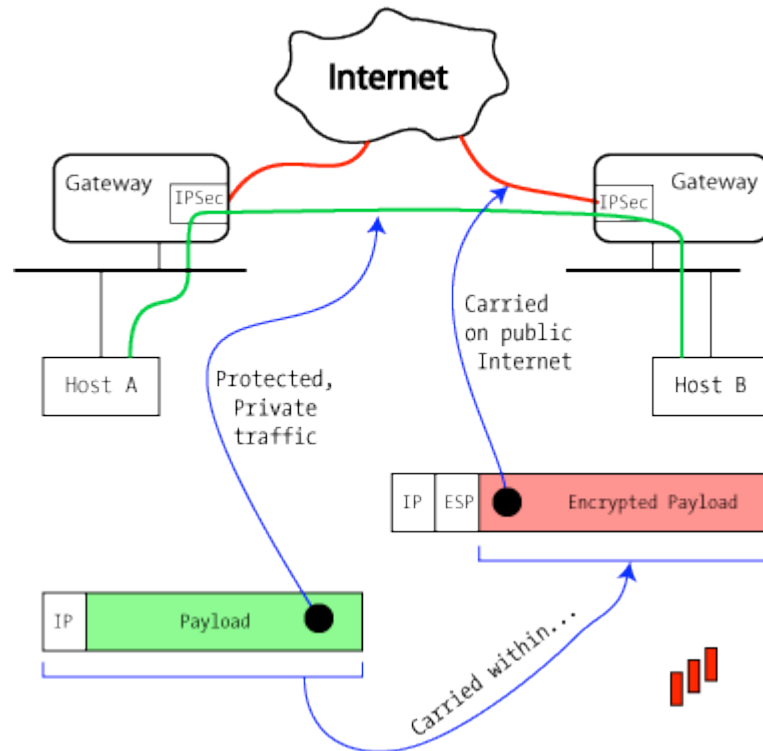 Internet
Gateway
IPSec
Gateway
IPSec
Host A
Host B
Carried
on public
Internet
Protected,
Private
traffic
IP
ESP
Encrypted Payload
IP
Payload
Carried within...